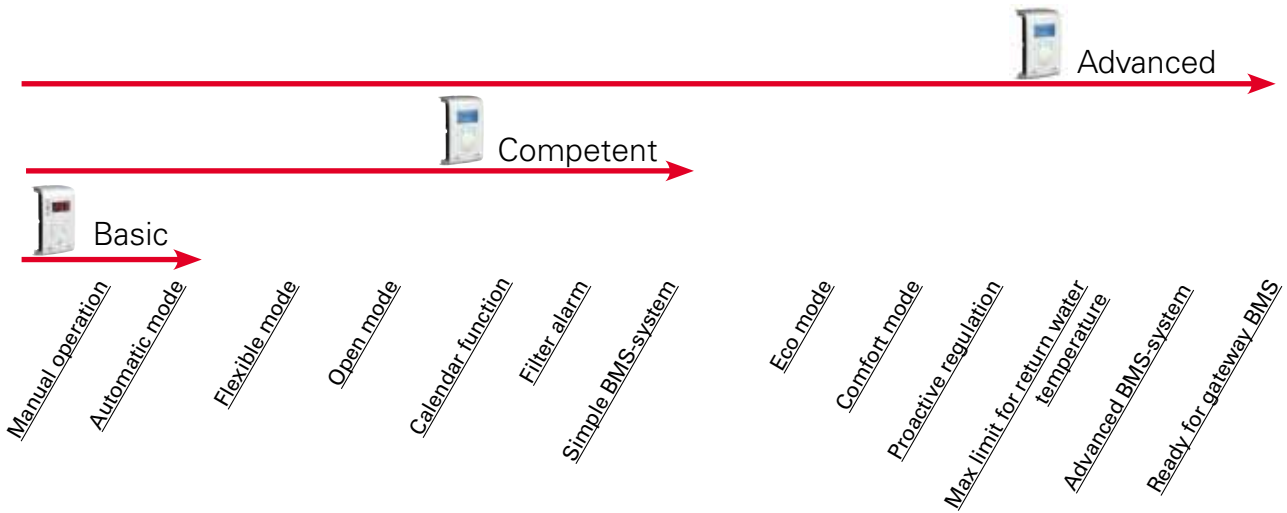 Advanced
Competent
Basic
Manual operation
Automatic mode
Flexible mode
Open mode
Calendar function
Filter alarm
Simple BMS-system
Eco mode
Comfort mode
Proactive regulation
Max limit for return water
temperature
Advanced BMS-system
Ready for gateway BMS